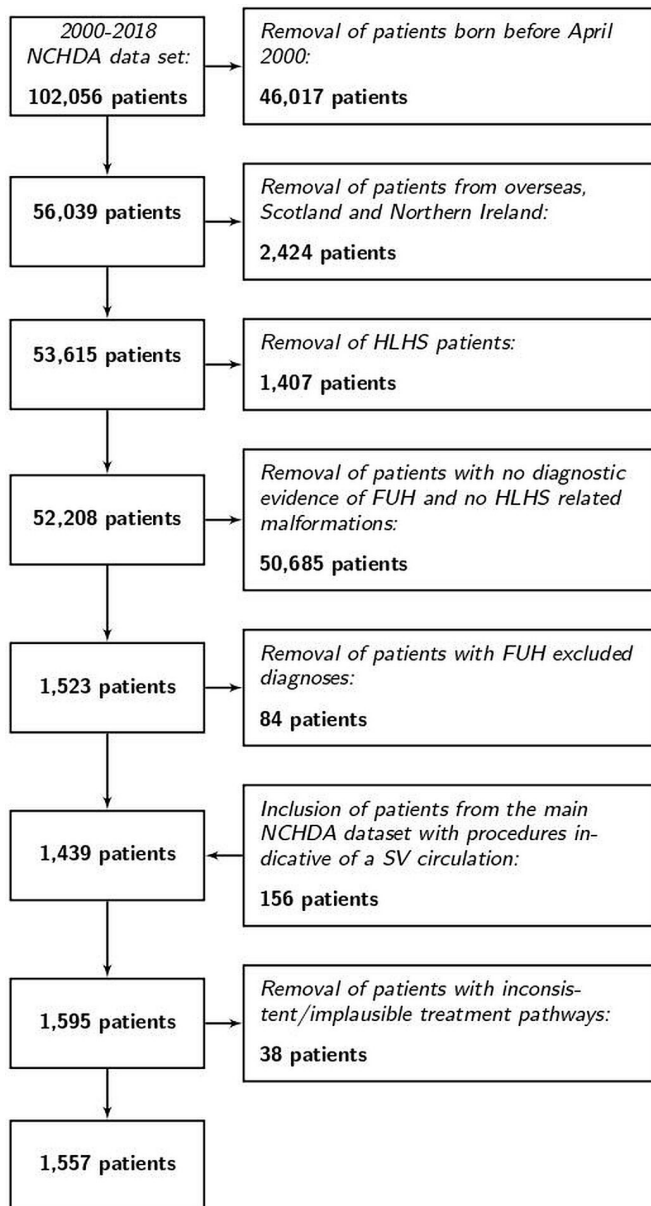 2000-2018
NCHDA data set:
102,056 patients
Removal of patients born before April
2000:
46,017 patients
56,039 patients
Removal of patients from overseas,
Scotland and Northern Ireland:
2,424 patients
53,615 patients
Removal of HLHS patients:
1,407 patients
52,208 patients
Removal of patients with no diagnostic
evidence of FUH and no HLHS related
malformations:
50,685 patients
1,523 patients
Removal of patients with FUH excluded
diagnoses:
84 patients
1,439 patients
Inclusion of patients from the main
NCHDA dataset with procedures in-
dicative of a SV circulation:
156 patients
1,595 patients
Removal of patients with inconsis-
tent/implausible treatment pathways:
38 patients
1,557 patients